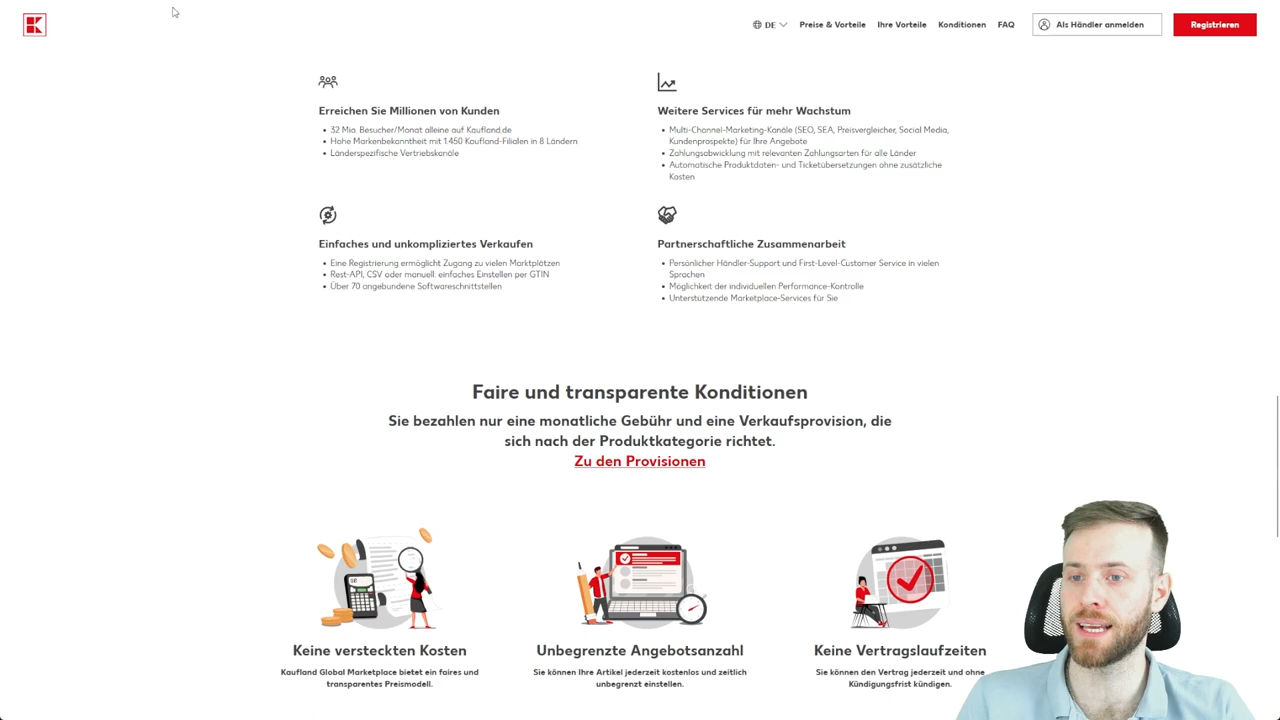 DE
Preise & Vorteile
Ihre Vorteile
Konditionen
FAQ
Als Händler anmelden
Registrieren
Erreichen Sie Millionen von Kunden
• 32 Mio. Besucher/Monat alleine auf Kaufland.de
• Hohe Markenbekanntheit mit 1.450 Kaufland-Filialen in 8 Ländern
• Länderspezifische Vertriebskanäle
Weitere Services für mehr Wachstum
• Multi-Channel-Marketing-Kanäle (SEO, SEA, Preisvergleicher, Social Media,
Kundenprospekte) für Ihre Angebote
• Zahlungsabwicklung mit relevanten Zahlungsarten für alle Länder
• Automatische Produktdaten- und Ticketübersetzungen ohne zusätzliche
Kosten
Einfaches und unkompliziertes Verkaufen
• Eine Registrierung ermöglicht Zugang zu vielen Marktplätzen
• Rest-API, CSV oder manuell: einfaches Einstellen per GTIN
• Über 70 angebundene Softwareschnittstellen
Partnerschaftliche Zusammenarbeit
• Persönlicher Händler-Support und First-Level-Customer Service in vielen
Sprachen
• Möglichkeit der individuellen Performance-Kontrolle
• Unterstützende Marketplace-Services für Sie
Faire und transparente Konditionen
Sie bezahlen nur eine monatliche Gebühr und eine Verkaufsprovision, die
sich nach der Produktkategorie richtet.
Zu den Provisionen
Keine versteckten Kosten
Kaufland Global Marketplace bietet ein faires und
transparentes Preismodell.
Unbegrenzte Angebotsanzahl
Sie können Ihre Artikel jederzeit kostenlos und zeitlich
unbegrenzt einstellen.
Keine Vertragslaufzeiten
Sie können den Vertrag jederzeit und ohne
Kündigungsfrist kündigen.